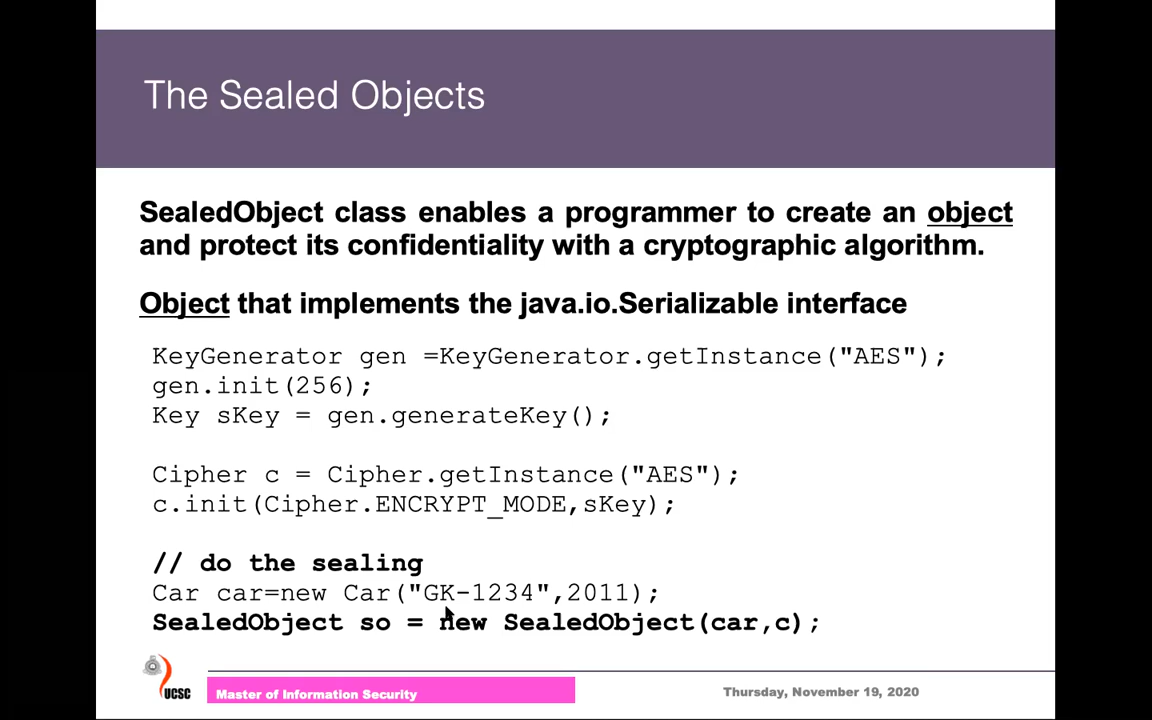 The Sealed Objects
SealedObject class enables a programmer to create an object
and protect its confidentiality with a cryptographic algorithm.
Object that implements the java.io.Serializable interface
KeyGenerator gen =KeyGenerator.getInstance("AES");
gen.init(256);
Key sKey = gen.generateKey();
Cipher c = Cipher.getInstance("AES");
c.init(Cipher.ENCRYPT_MODE,sKey);
// do the sealing
Car car=new Car("GK-1234",2011);
SealedObject so = new SealedObject(car,c);
UCSC
Master of Information Security
Thursday, November 19, 2020